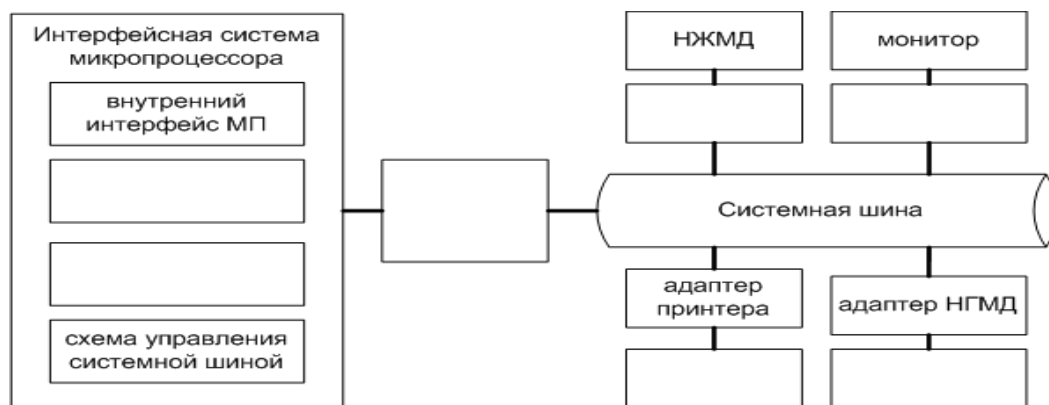 Интерфейсная система
микропроцессора
внутренний
интерфейс МП
схема управления
системной шиной
НЖМД
монитор
Системная шина
адаптер
принтера
адаптер НГМД